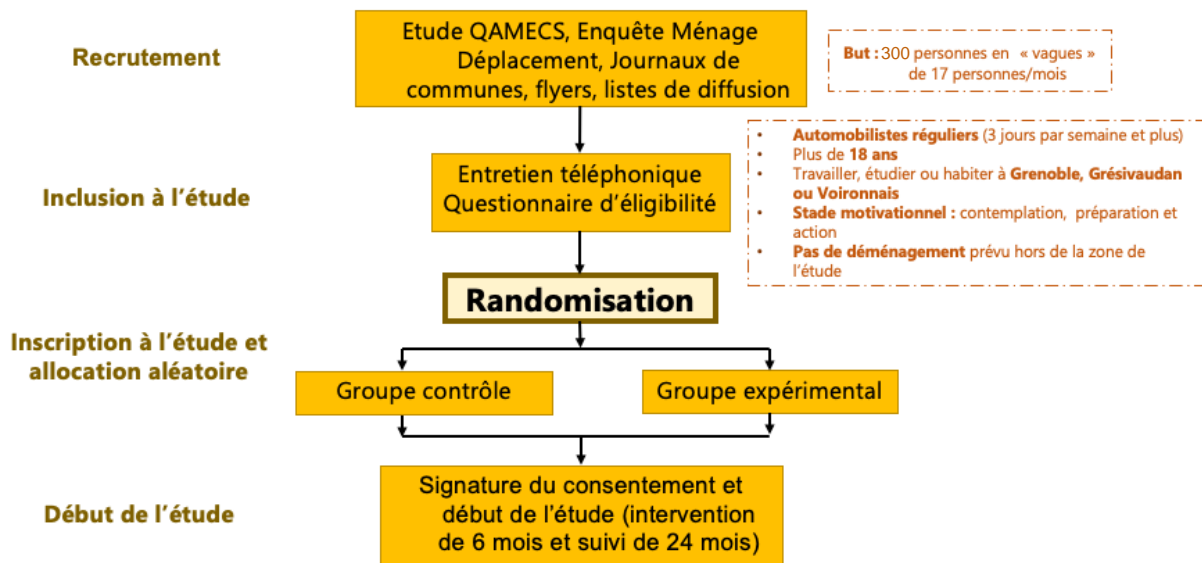 Recrutement
Etude QAMECS, Enquête Ménage
Déplacement, Journaux de
communes, flyers, listes de diffusion
But : 300 personnes en « vagues »
de 17 personnes/mois
Inclusion à l'étude
Entretien téléphonique
Questionnaire d'éligibilité
• Automobilistes réguliers (3 jours par semaine et plus)
• Plus de 18 ans
• Travailler, étudier ou habiter à Grenoble, Grésivaudan
ou Voironnais
• Stade motivationnel : contemplation, préparation et
action
• Pas de déménagement prévu hors de la zone de
l'étude
Randomisation
Inscription à l'étude et
allocation aléatoire
Groupe contrôle
Groupe expérimental
Début de l'étude
Signature du consentement et
début de l'étude (intervention
de 6 mois et suivi de 24 mois)